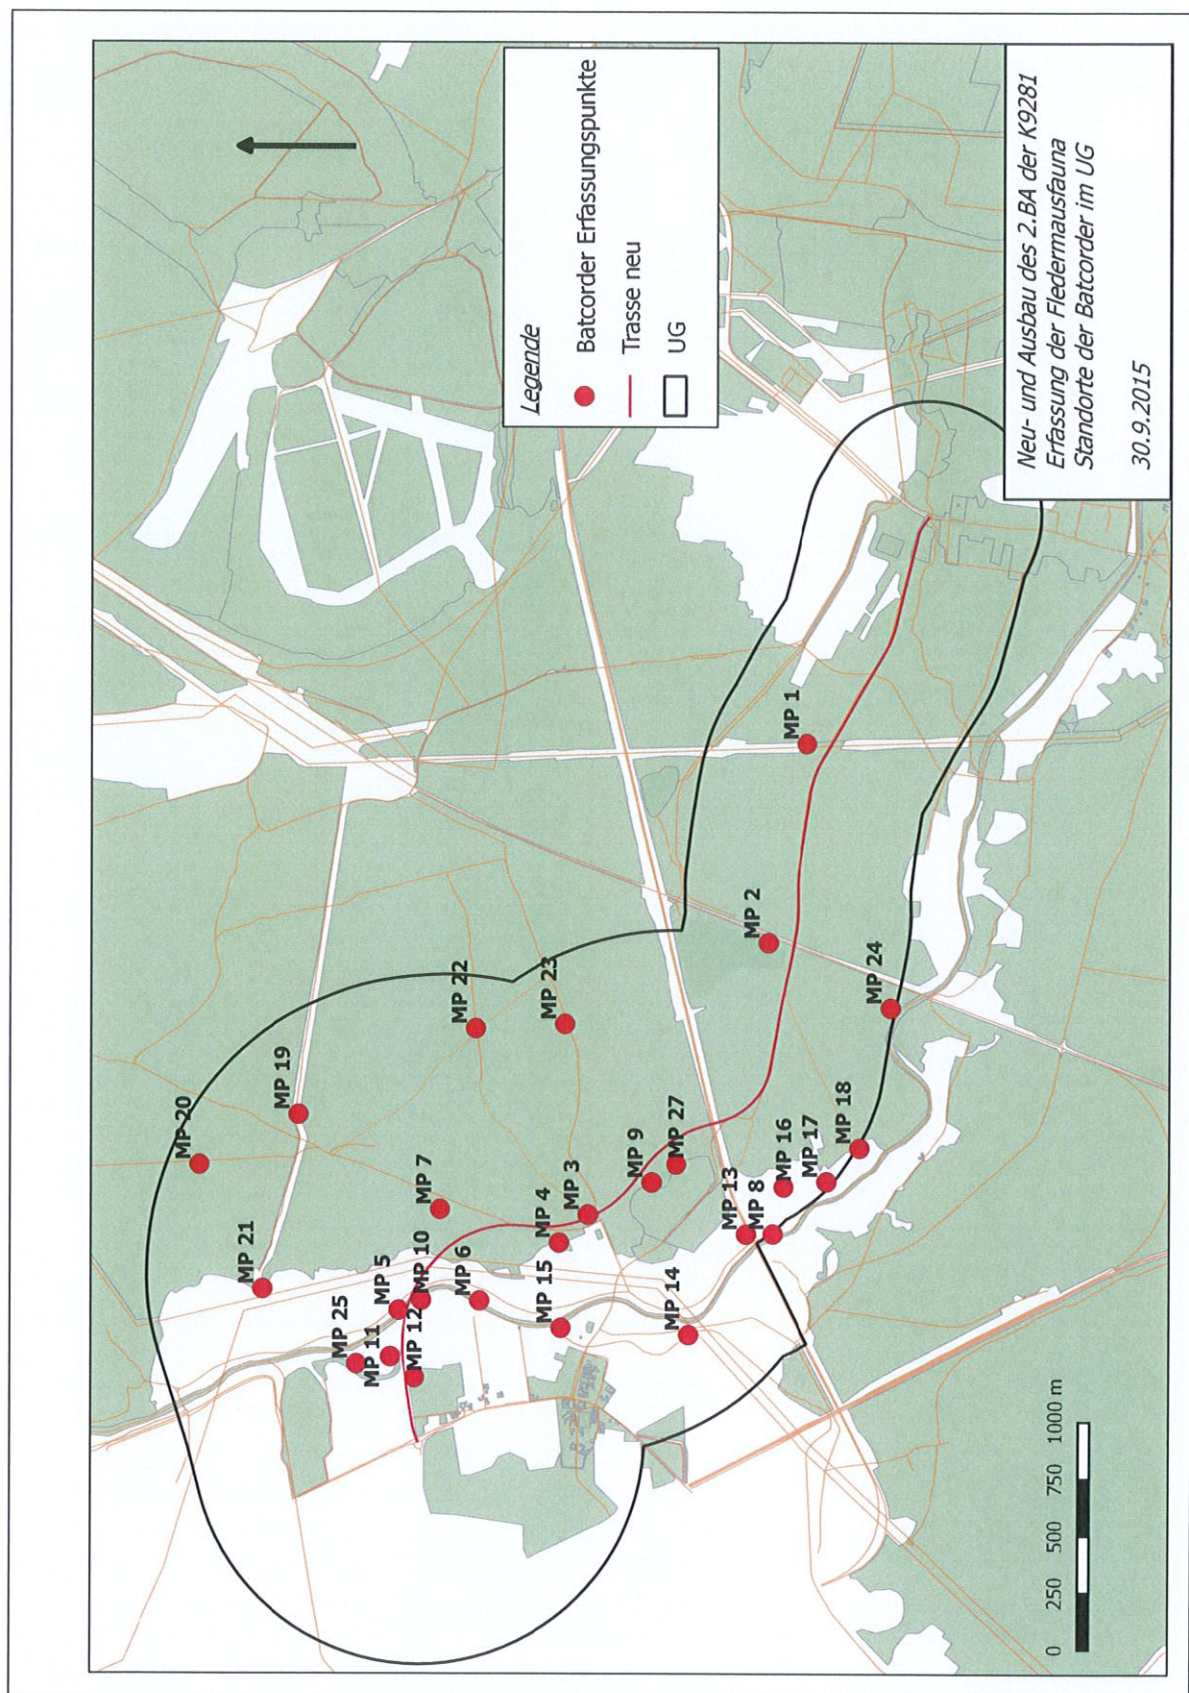 Legende
Batcorder Erfassungspunkte
Trasse neu
UG
MP 20
MP 19
MP 21
MP 22
MP 23
MP 7
MP 5
MP 10
MP 25
MP 11
MP 12
MP 6
MP 4
MP 3
MP 15
MP 9
MP 27
MP 14
MP 2
MP 1
MP 13
MP 8
MP 16
MP 17
MP 18
MP 24
0 250 500 750 1000 m
Neu- und Ausbau des 2.BA der K9281
Erfassung der Fledermausfauna
Standorte der Batcorder im UG
30.9.2015